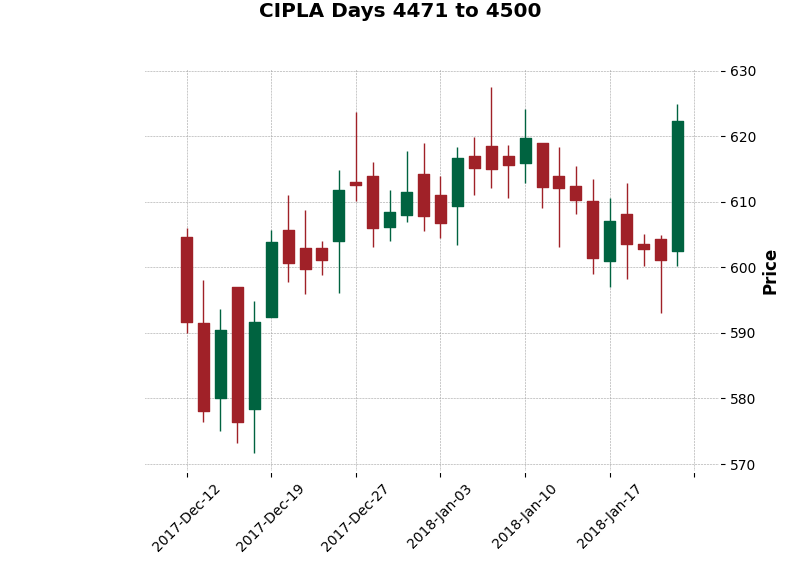 CIPLA Days 4471 to 4500
630
620
610
600
590
580
570
Price
2017-Dec-12
2017-Dec-19
2017-Dec-27
2018-Jan-03
2018-Jan-10
2018-Jan-17